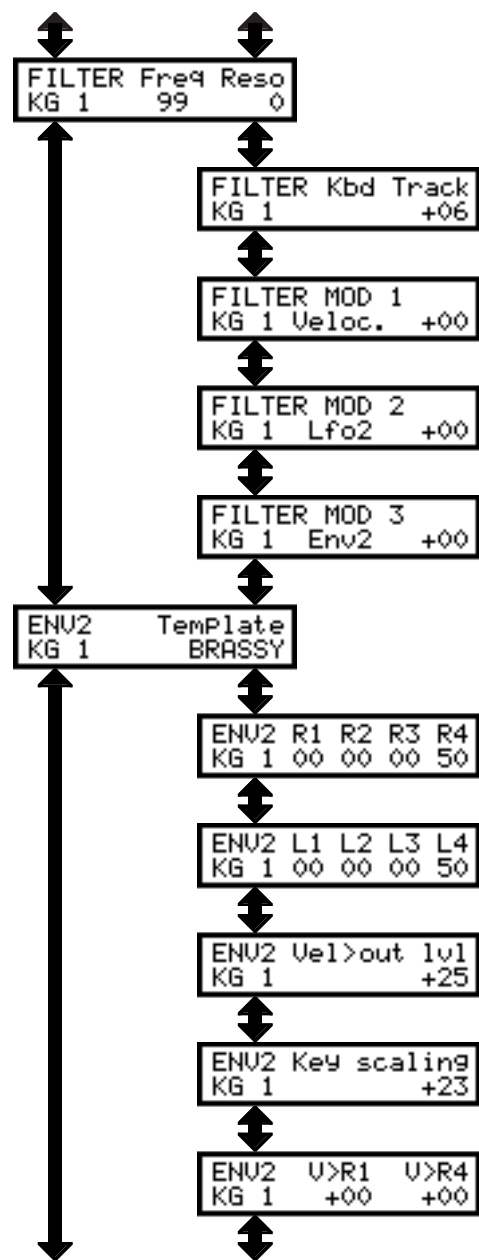 FILTER Freq Reso
KG 1 99 0
FILTER Kbd Track
KG 1 +06
FILTER MOD 1
KG 1 Veloc. +00
FILTER MOD 2
KG 1 Lfo2 +00
FILTER MOD 3
KG 1 Env2 +00
ENV2 Template
KG 1 BRASSY
ENV2 R1 R2 R3 R4
KG 1 00 00 00 50
ENV2 L1 L2 L3 L4
KG 1 00 00 00 50
ENV2 Vel>out lvl
KG 1 +25
ENV2 Key scaling
KG 1 +23
ENV2 V>R1 V>R4
KG 1 +00 +00